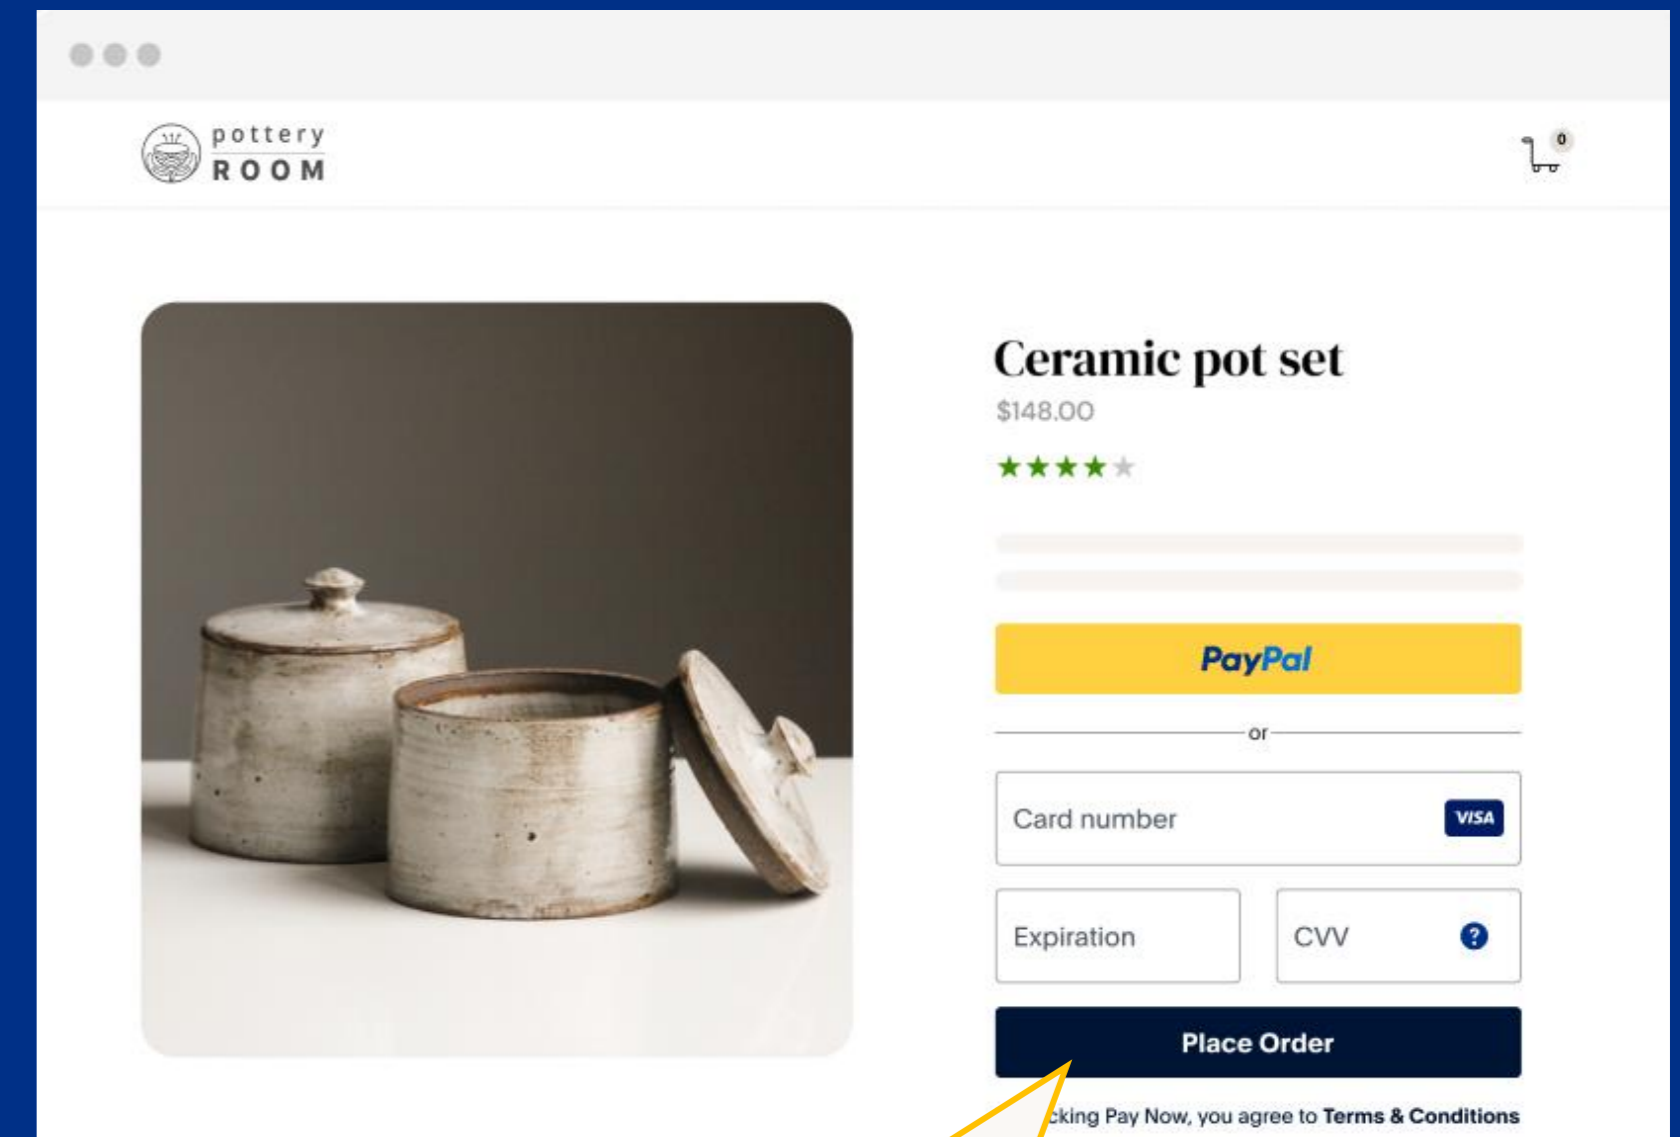 pottery
ROOM
0
Ceramic pot set
$148.00
PayPal
or
Card number
VISA
Expiration
CVV
?
Place Order
cking Pay Now, you agree to Terms & Conditions